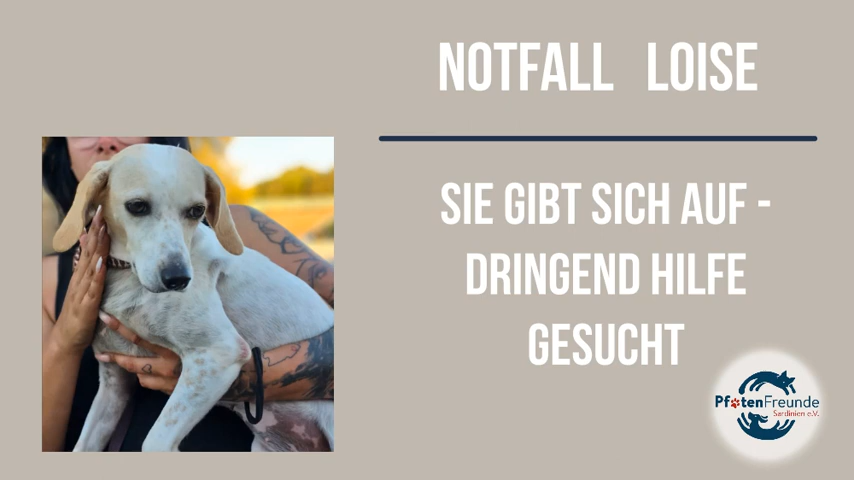 NOTFALL LOISE
SIE GIBT SICH AUF -
DRINGEND HILFE
GESUCHT
PfotenFreunde
Sardinien e.V.